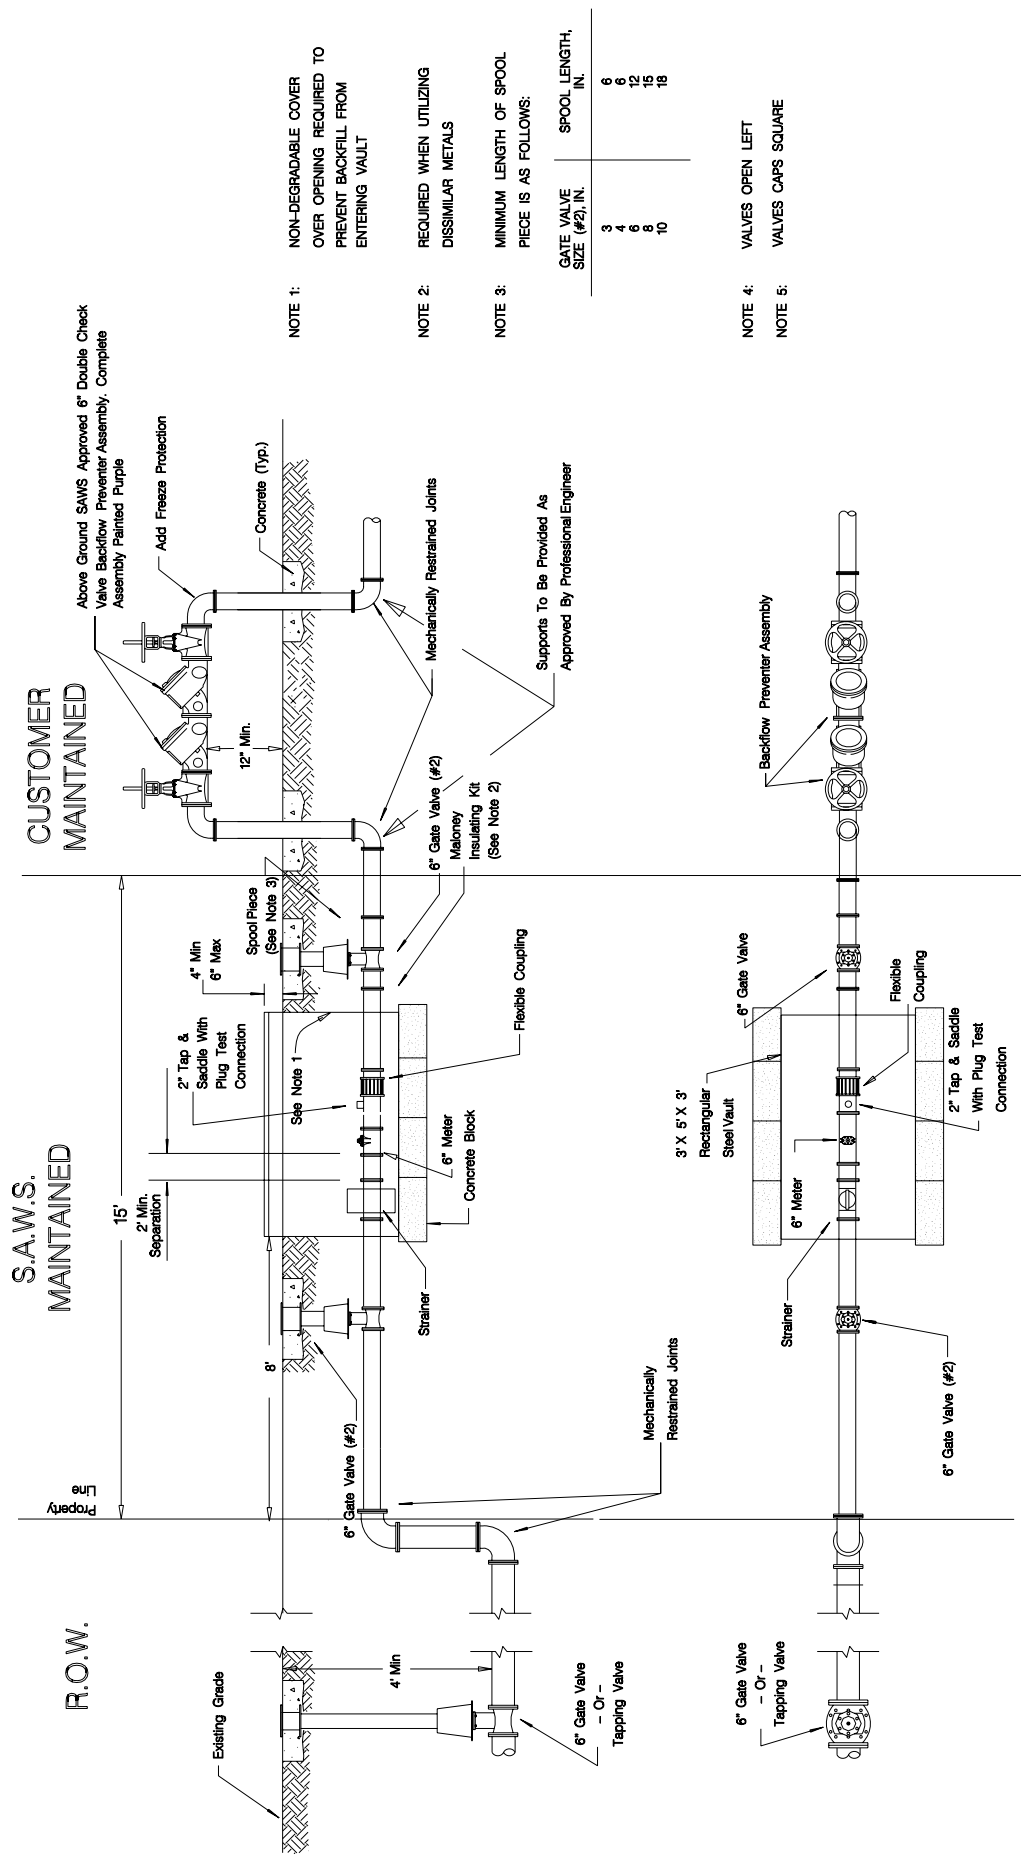 R.O.W.
S.A.W.S.
MAINTAINED
CUSTOMER
MAINTAINED
Property
Line
15'
8'
2' Min.
Separation
2" Tap &
Saddle With
Plug Test
Connection
4" Min
6" Max
Spool Piece
(See Note 3)
See Note 1
12" Min.
Above Ground SAWS Approved 6" Double Check
Valve Backflow Preventer Assembly. Complete
Assembly Painted Purple
Add Freeze Protection
Concrete (Typ.)
Existing Grade
4' Min
6" Gate Valve
- Or -
Tapping Valve
6" Gate Valve (#2)
Mechanically
Restrained Joints
Strainer
6" Meter
Concrete Block
Flexible Coupling
6" Gate Valve (#2)
Maloney
Insulating Kit
(See Note 2)
Mechanically Restrained Joints
Supports To Be Provided As
Approved By Professional Engineer
NOTE 1: NON-DEGRADABLE COVER
OVER OPENING REQUIRED TO
PREVENT BACKFILL FROM
ENTERING VAULT
NOTE 2: REQUIRED WHEN UTILIZING
DISSIMILAR METALS
NOTE 3: MINIMUM LENGTH OF SPOOL
PIECE IS AS FOLLOWS:
GATE VALVE
SIZE (#2), IN.
SPOOL LENGTH,
IN.
3 6
4 6
6 12
8 15
10 18
NOTE 4: VALVES OPEN LEFT
NOTE 5: VALVES CAPS SQUARE
6" Gate Valve
- Or -
Tapping Valve
6" Gate Valve (#2)
Strainer
6" Meter
3' X 5' X 3'
Rectangular
Steel Vault
6" Gate Valve
Flexible
Coupling
2" Tap & Saddle
With Plug Test
Connection
Backflow Preventer Assembly